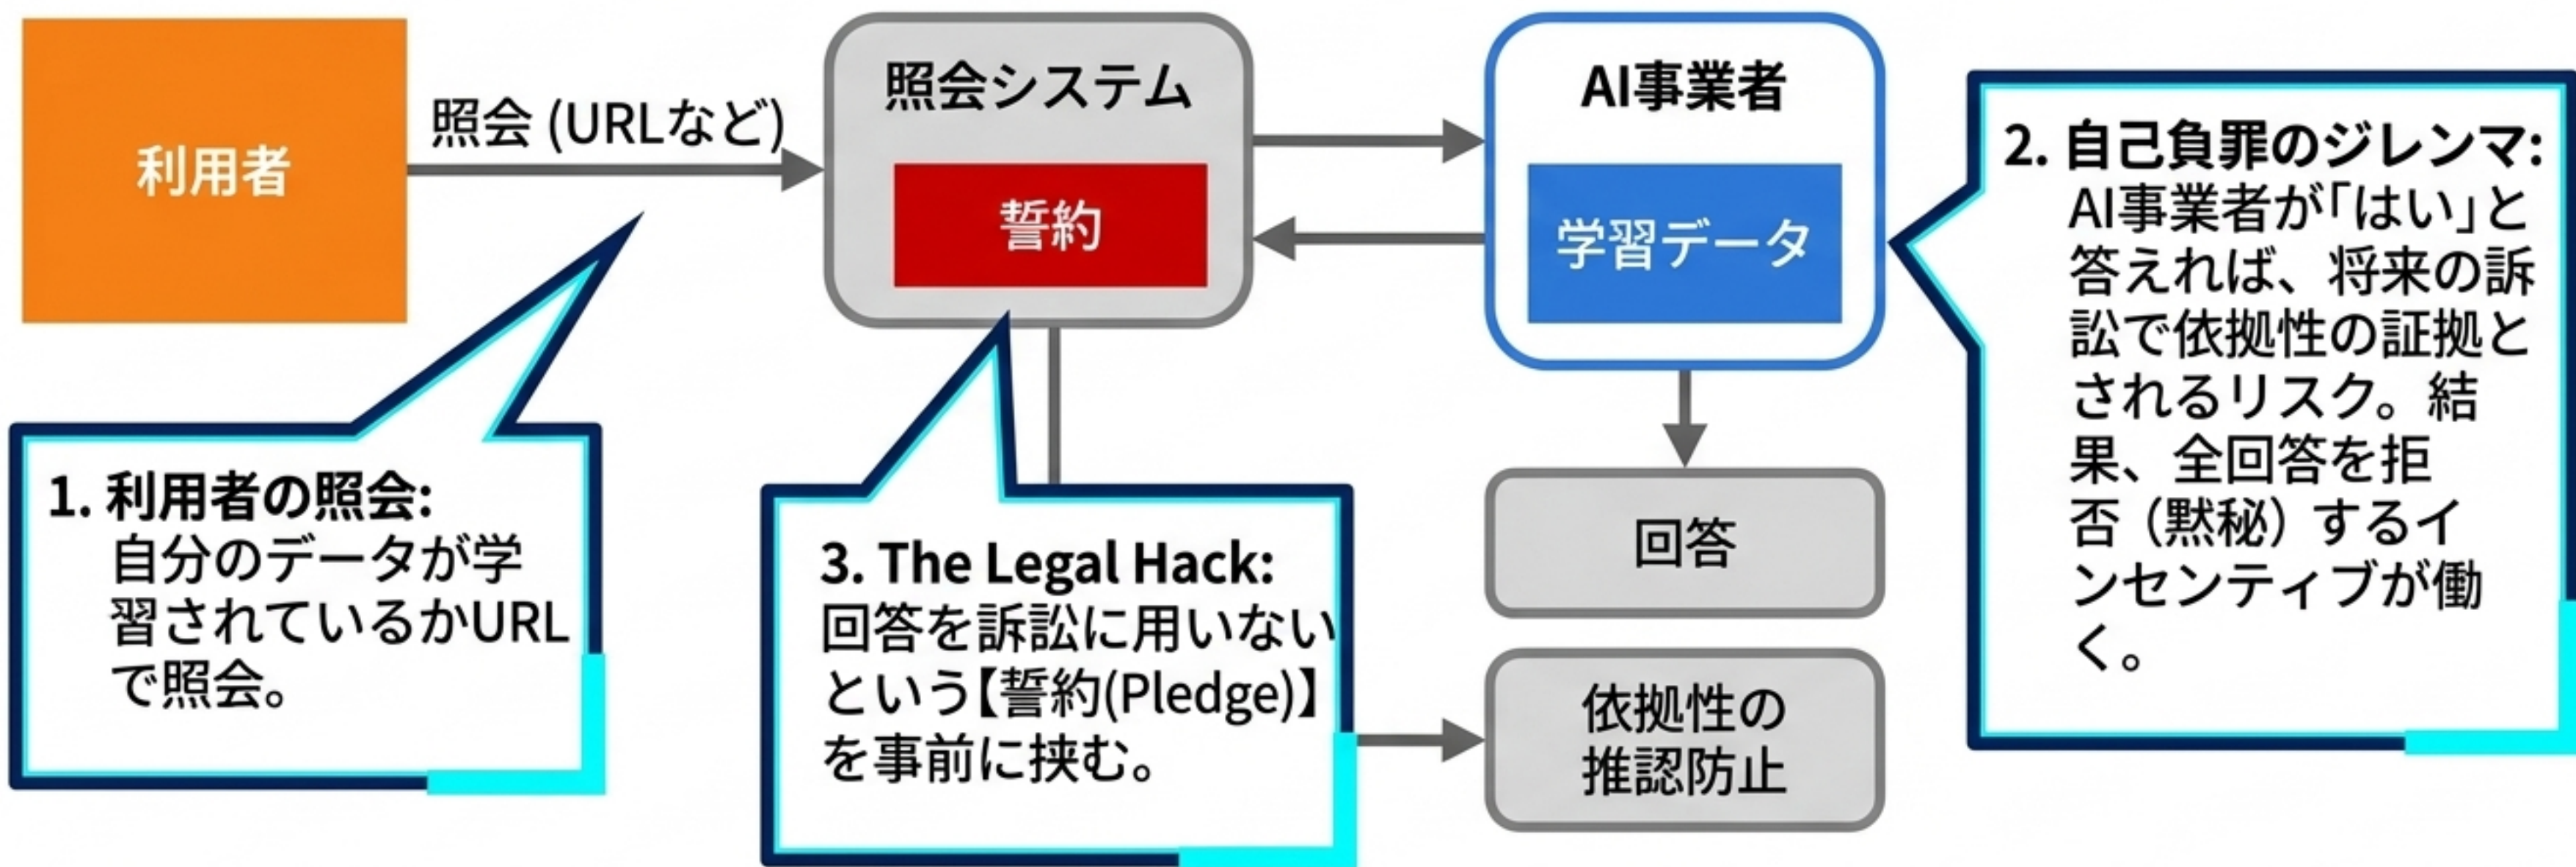 利用者
照会 (URLなど)
照会システム
誓約
AI事業者
学習データ
回答
依拠性の
推認防止
1. 利用者の照会:
自分のデータが学
習されているかURL
で照会。
2. 自己負罪のジレンマ:
AI事業者が「はい」と
答えれば、将来の訴
訟で依拠性の証拠と
されるリスク。結
果、全回答を拒
否（黙秘）するイ
ンセンティブが働
く。
3. The Legal Hack:
回答を訴訟に用いない
という【誓約(Pledge)】
を事前に挟む。